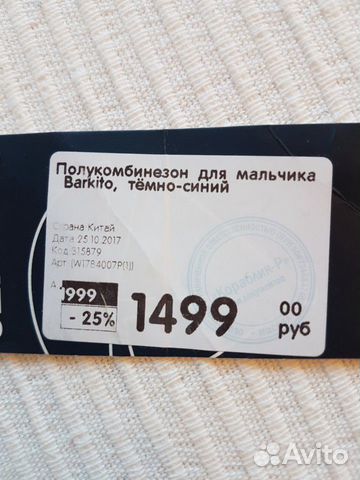 Полукомбинезон для мальчика
Barkito, тёмно-синий
Страна Китай
Дата 25.10.2017
Код 315879
Арт. (W1784007P(1))
1999
- 25%
1499
00
руб
"Кораблик-Р"
Avito